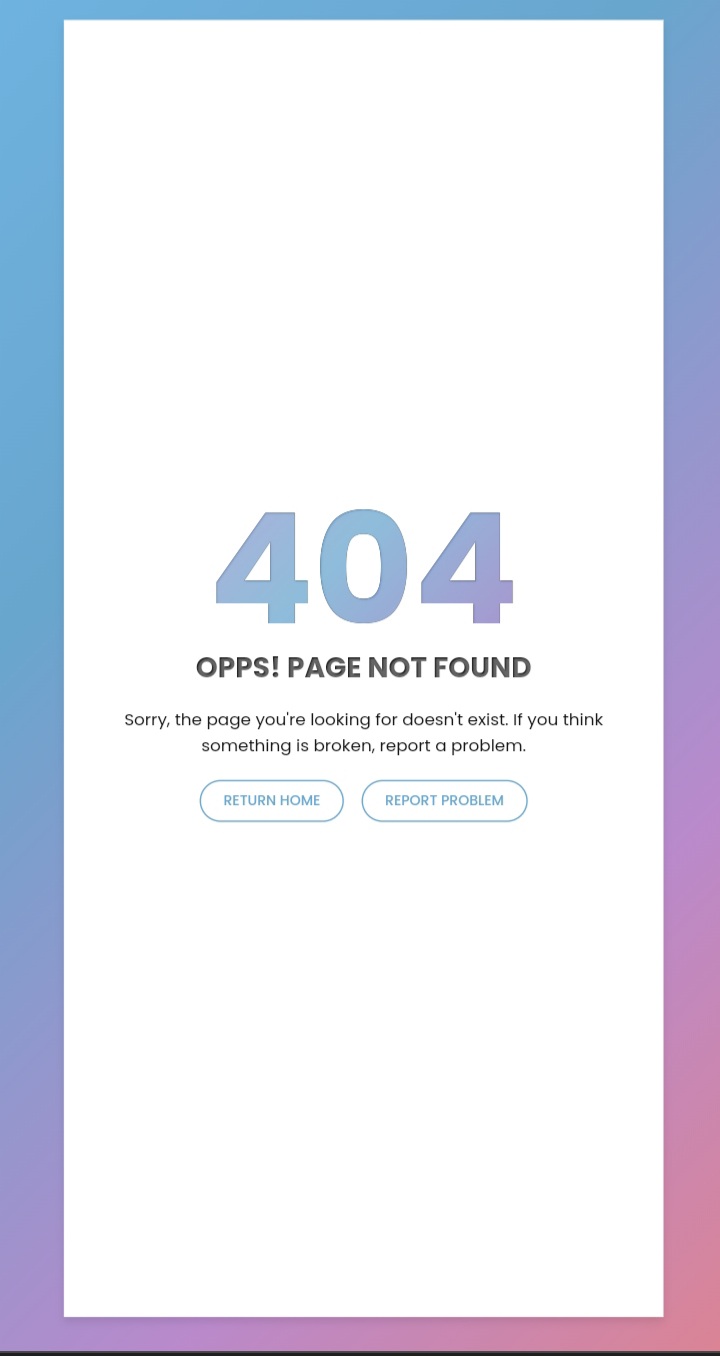 404
OPPS! PAGE NOT FOUND
Sorry, the page you're looking for doesn't exist. If you think
something is broken, report a problem.
RETURN HOME
REPORT PROBLEM